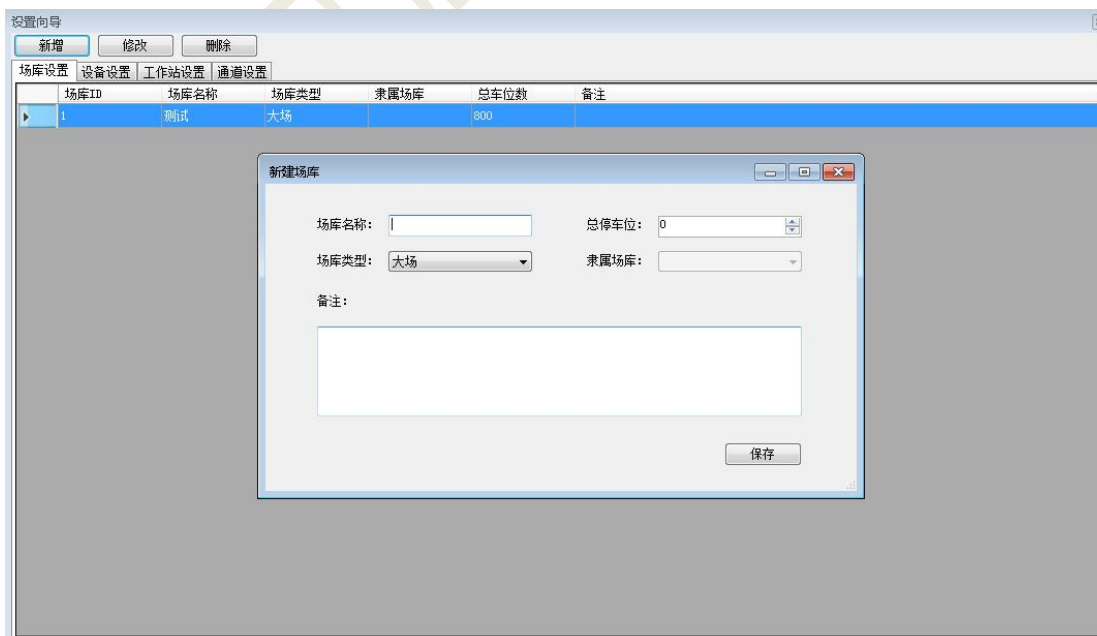 设置向导
新增 修改 删除
场库设置 设备设置 工作站设置 通道设置
场库ID 场库名称 场库类型 隶属场库 总车位数 备注
1 测试 大场 800
新建场库
场库名称： 总停车位： 0
场库类型： 大场 隶属场库：
备注：
保存